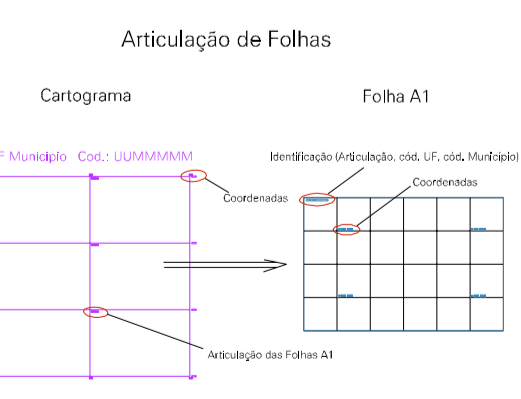 Articulação de Folhas
Cartograma
Folha A1
F Município Cod.: UUMMMMM
Identificação (Articulação, cód. UF, cód. Município)
Coordenadas
Coordenadas
Articulação das Folhas A1